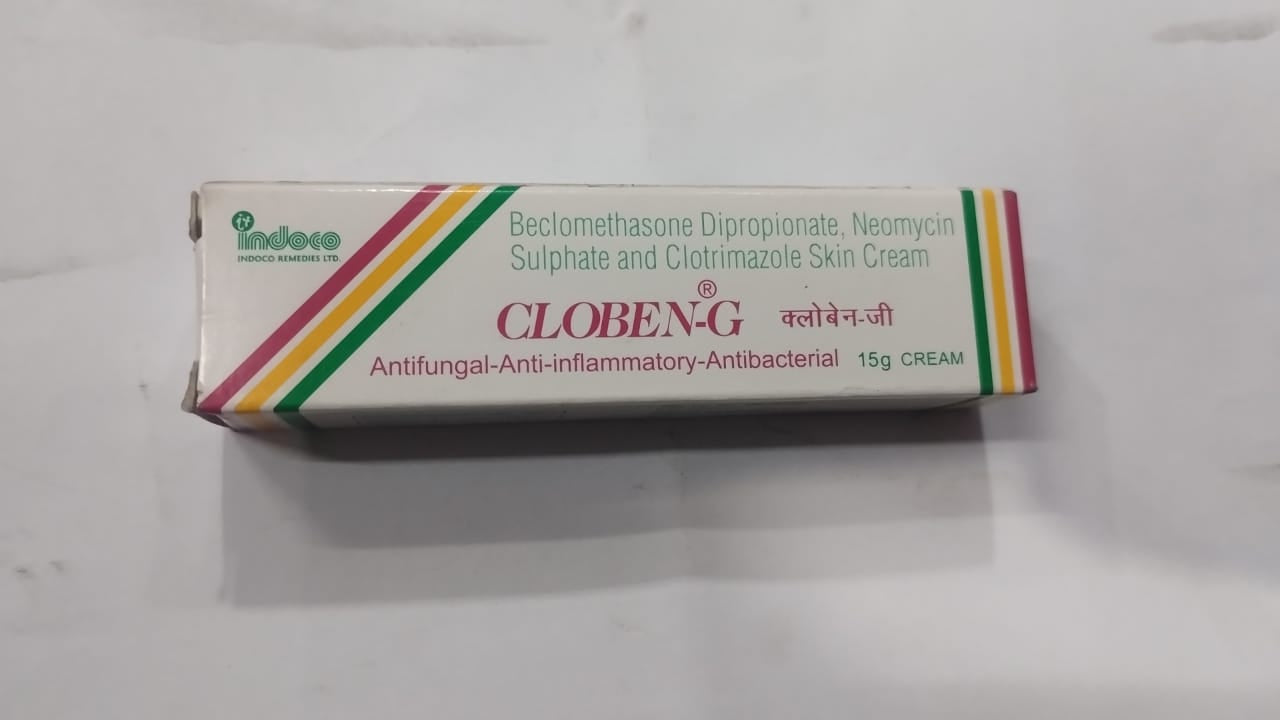 indoco
INDOCO REMEDIES LTD.
Beclomethasone Dipropionate, Neomycin
Sulphate and Clotrimazole Skin Cream
CLOBEN-G® क्लोबेन-जी
Antifungal-Anti-inflammatory-Antibacterial 15g CREAM